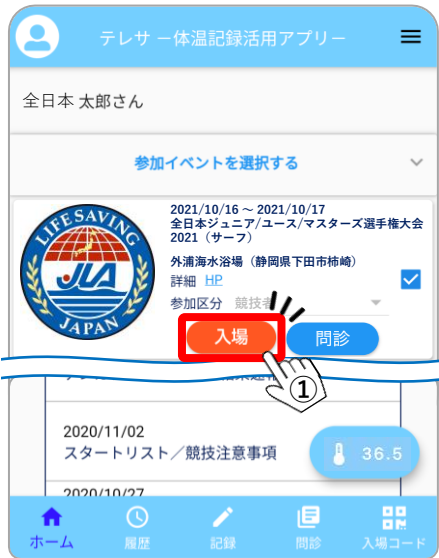 テレサ －体温記録活用アプリ－
全日本 太郎さん
参加イベントを選択する
2021/10/16 ~ 2021/10/17
全日本ジュニア/ユース/マスターズ選手権大会
2021（サーフ）
外浦海水浴場（静岡県下田市柿崎）
詳細 HP
参加区分 競技者
入場
問診
LIFESAVING
JLA
JAPAN
①
2020/11/02
スタートリスト／競技注意事項
36.5
2020/10/27
ホーム
履歴
記録
問診
入場コード